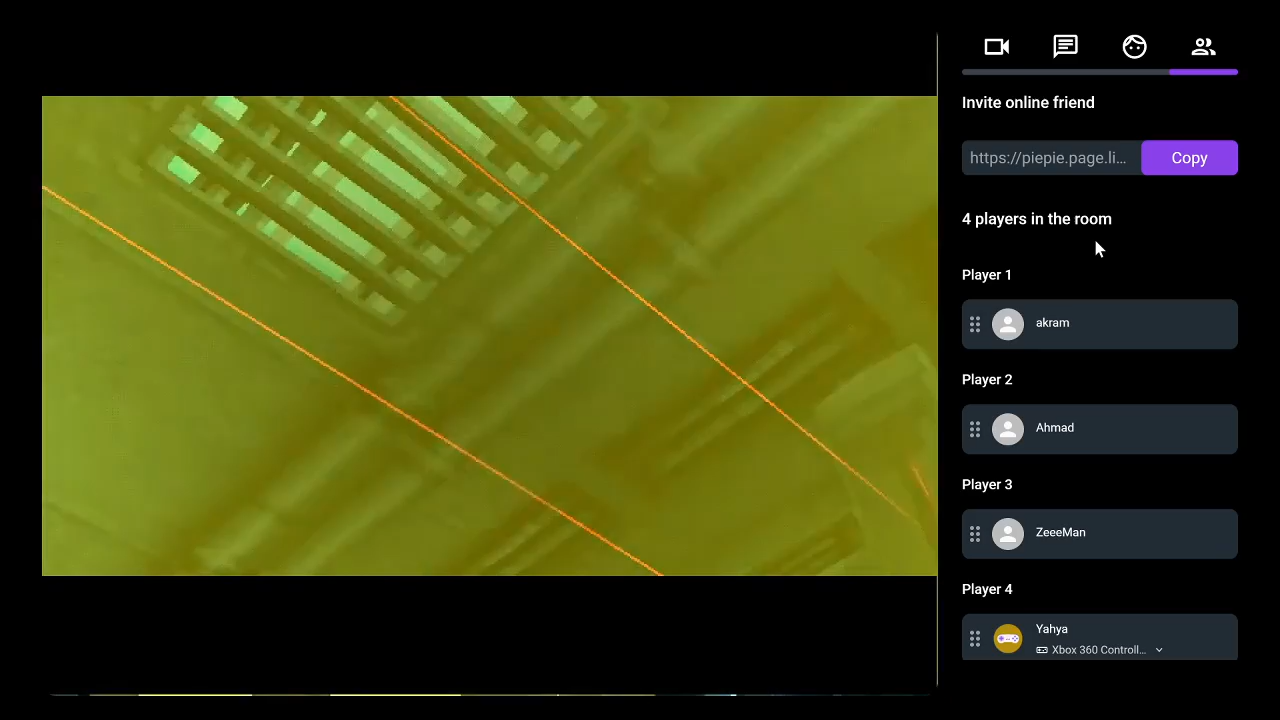 Invite online friend
https://piepie.page.li...
Copy
4 players in the room
Player 1
akram
Player 2
Ahmad
Player 3
ZeeeMan
Player 4
Yahya
Xbox 360 Controll...